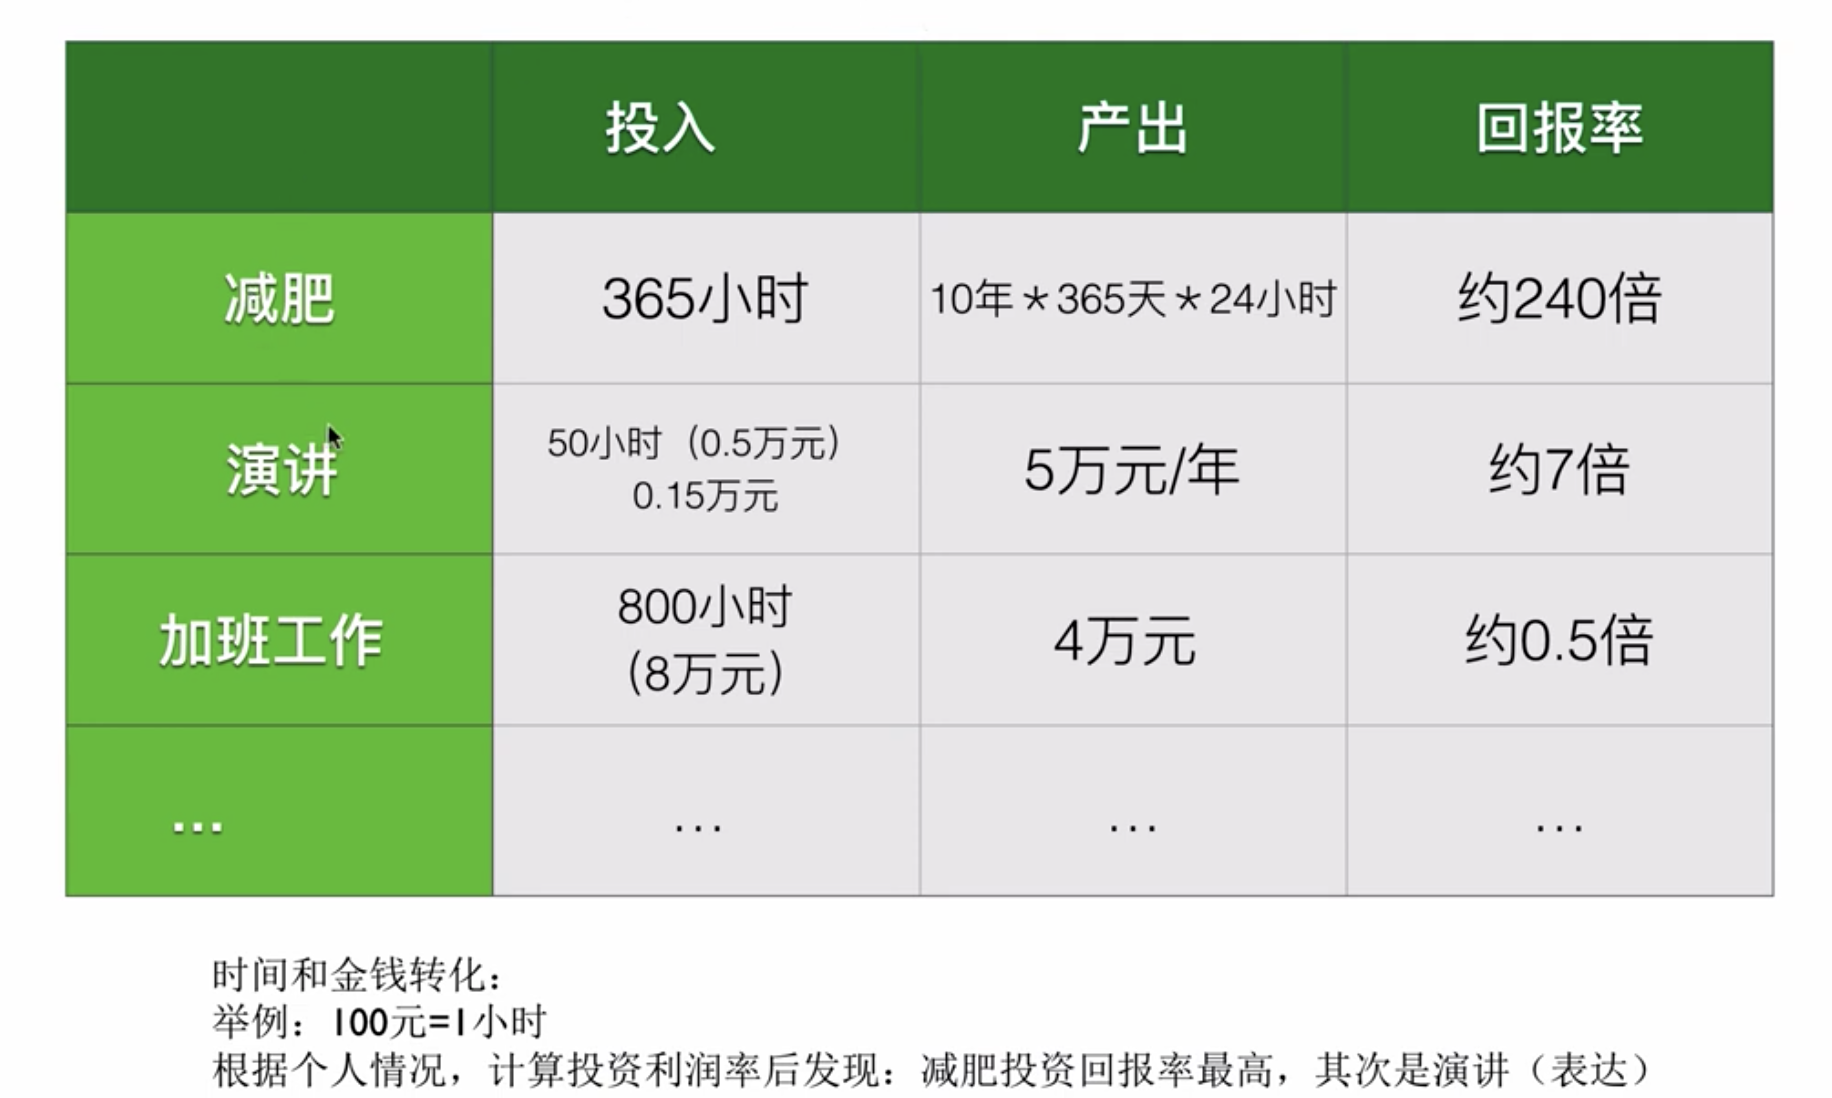 投入 产出 回报率
减肥 365小时 10年*365天*24小时 约240倍
演讲 50小时（0.5万元） 5万元/年 约7倍
0.15万元
加班工作 800小时 4万元 约0.5倍
（8万元）
... ... ... ...
时间和金钱转化：
举例：100元=1小时
根据个人情况，计算投资利润率后发现：减肥投资回报率最高，其次是演讲（表达）